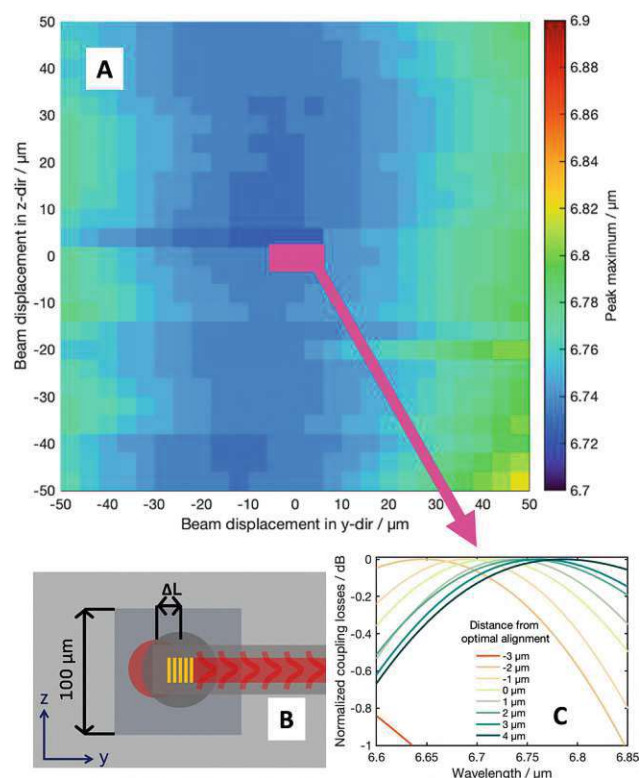 A
Beam displacement in z-dir / µm
50
40
30
20
10
0
-10
-20
-30
-40
-50
-50 -40 -30 -20 -10 0 10 20 30 40 50
Beam displacement in y-dir / µm
6.9
6.88
6.86
6.84
6.82
6.8
6.78
6.76
6.74
6.72
6.7
Peak maximum / µm
ΔL
100 µm
z
y
B
Normalized coupling losses / dB
0
-0.2
-0.4
-0.6
-0.8
-1
Distance from
optimal alignment
-3 µm
-2 µm
-1 µm
0 µm
1 µm
2 µm
3 µm
4 µm
C
6.6 6.65 6.7 6.75 6.8 6.85
Wavelength / µm